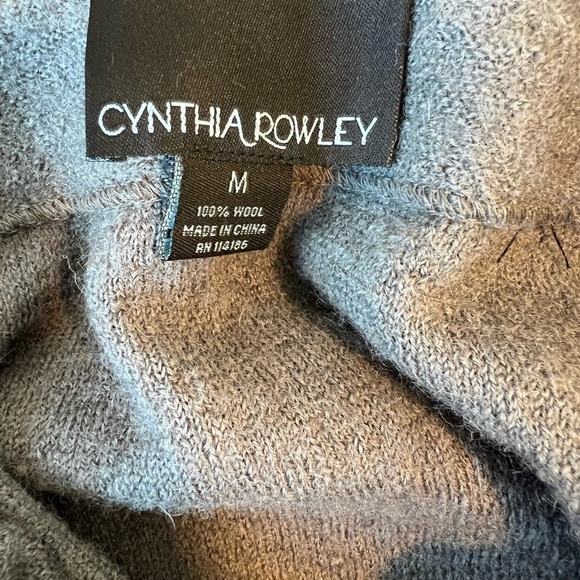 CYNTHIA ROWLEY
M
100% WOOL
MADE IN CHINA
RN 114185